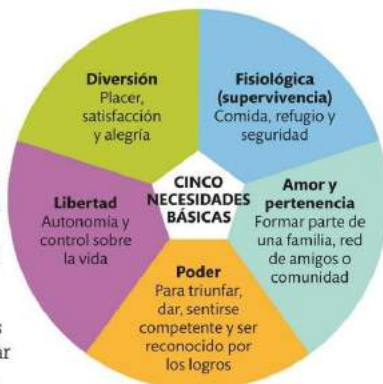 CINCO
NECESIDADES
BÁSICAS
Diversión
Placer,
satisfacción
y alegría
Fisiológica
(supervivencia)
Comida, refugio y
seguridad
Amor y
pertenencia
Formar parte
de una familia, red
de amigos o
comunidad
Poder
Para triunfar,
dar, sentirse
competente y ser
reconocido por
los logros
Libertad
Autonomía y
control sobre
la vida
s
ar